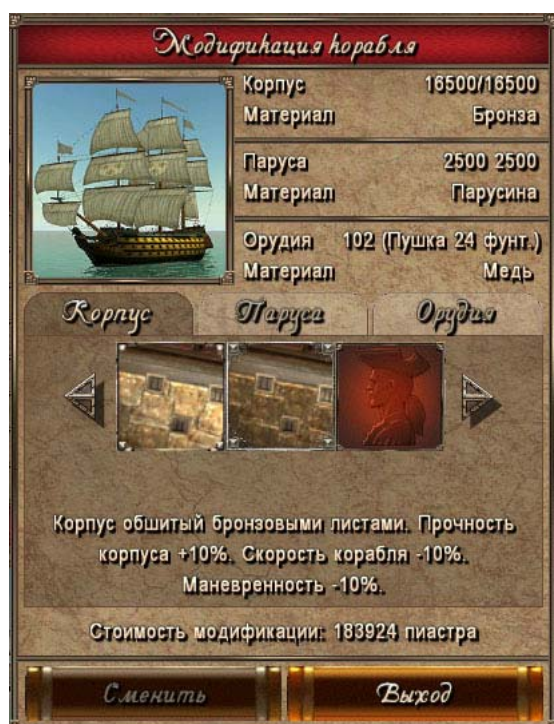 Модификация корабля
Корпус 16500/16500
Материал Бронза
Паруса 2500 2500
Материал Парусина
Орудия 102 (Пушка 24 фунт.)
Материал Медь
Корпус Паруса Орудия
Корпус обшитый бронзовыми листами. Прочность
корпуса +10%. Скорость корабля -10%.
Маневренность -10%.
Стоимость модификации: 183924 пиастра
Сменить Выход